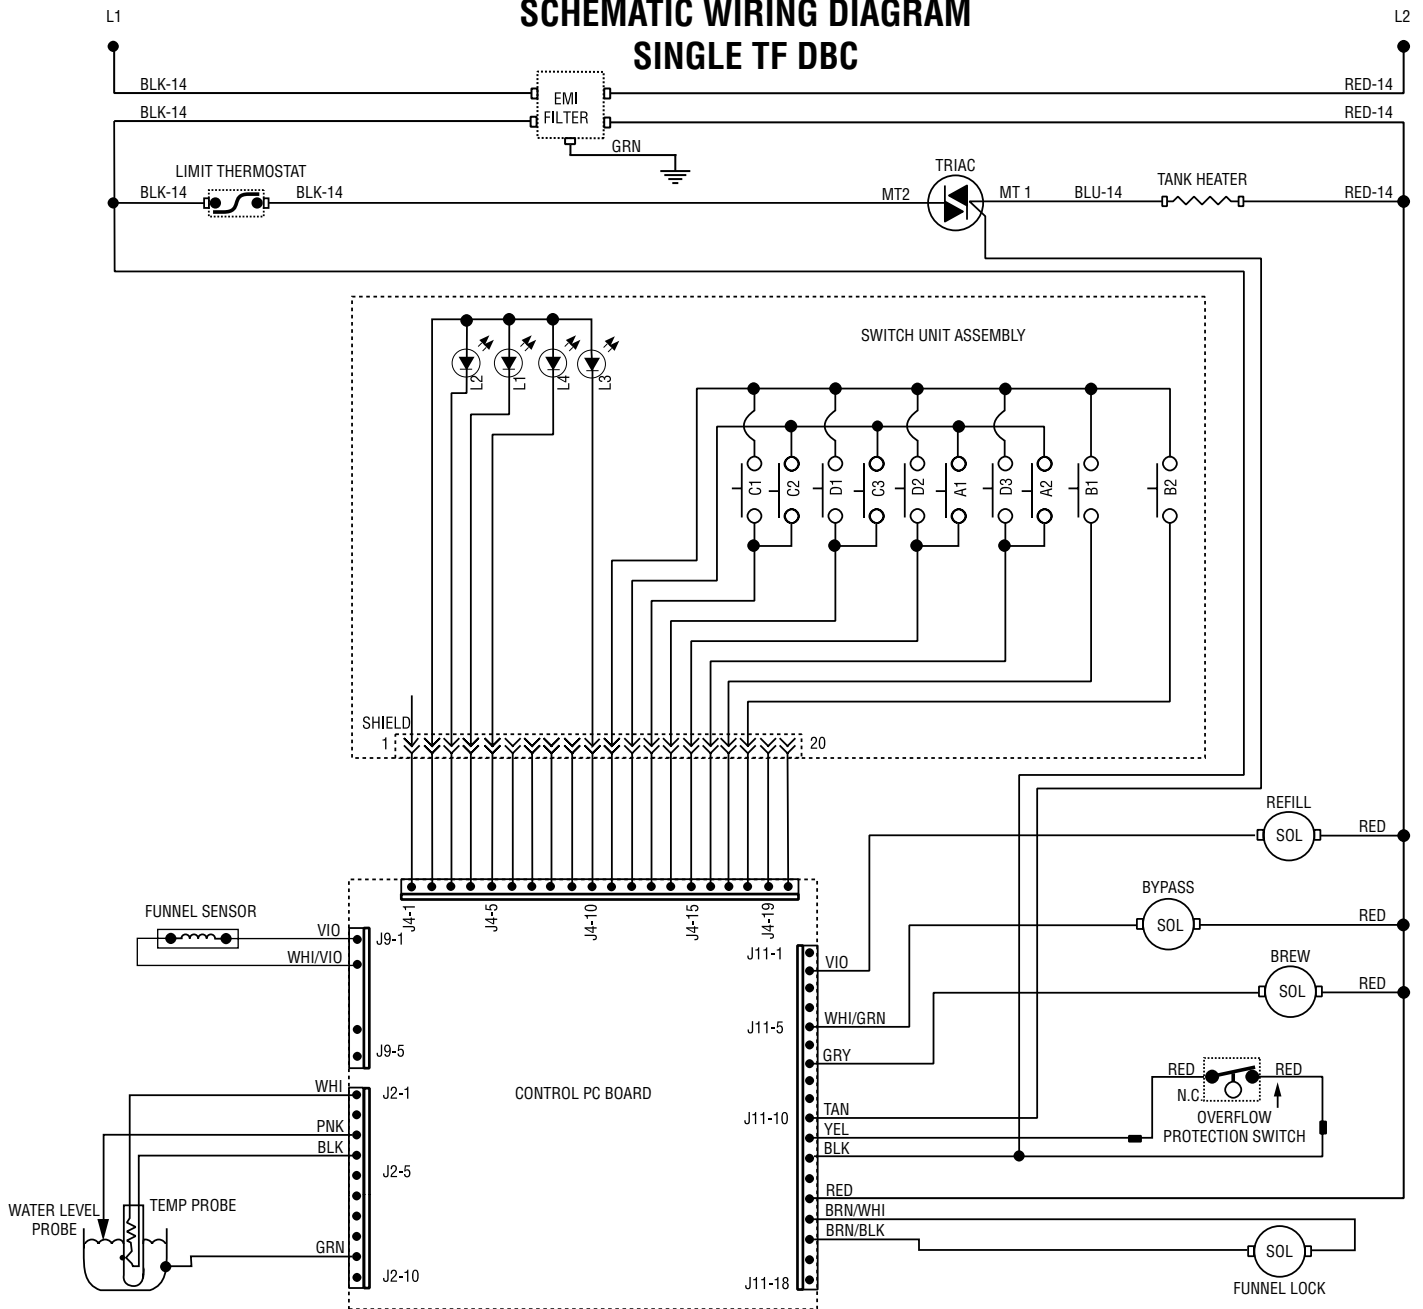 SCHEMATIC WIRING DIAGRAM
SINGLE TF DBC
L1
L2
BLK-14
RED-14
BLK-14
EMI
FILTER
RED-14
GRN
LIMIT THERMOSTAT
TRIAC
TANK HEATER
BLK-14
BLK-14
MT2
MT 1
BLU-14
RED-14
SWITCH UNIT ASSEMBLY
L2
L1
L4
L3
C1
C2
D1
C3
D2
A1
D3
A2
B1
B2
SHIELD
1
20
REFILL
SOL
RED
BYPASS
SOL
RED
BREW
SOL
RED
J4-1
J4-5
J4-10
J4-15
J4-19
FUNNEL SENSOR
VIO
J9-1
WHI/VIO
J9-5
WHI
J2-1
PNK
BLK
J2-5
WATER LEVEL
PROBE
TEMP PROBE
GRN
J2-10
CONTROL PC BOARD
J11-1
VIO
J11-5
WHI/GRN
GRY
J11-10
TAN
YEL
BLK
RED
RED
N.C.
OVERFLOW
PROTECTION SWITCH
RED
BRN/WHI
BRN/BLK
J11-18
SOL
FUNNEL LOCK